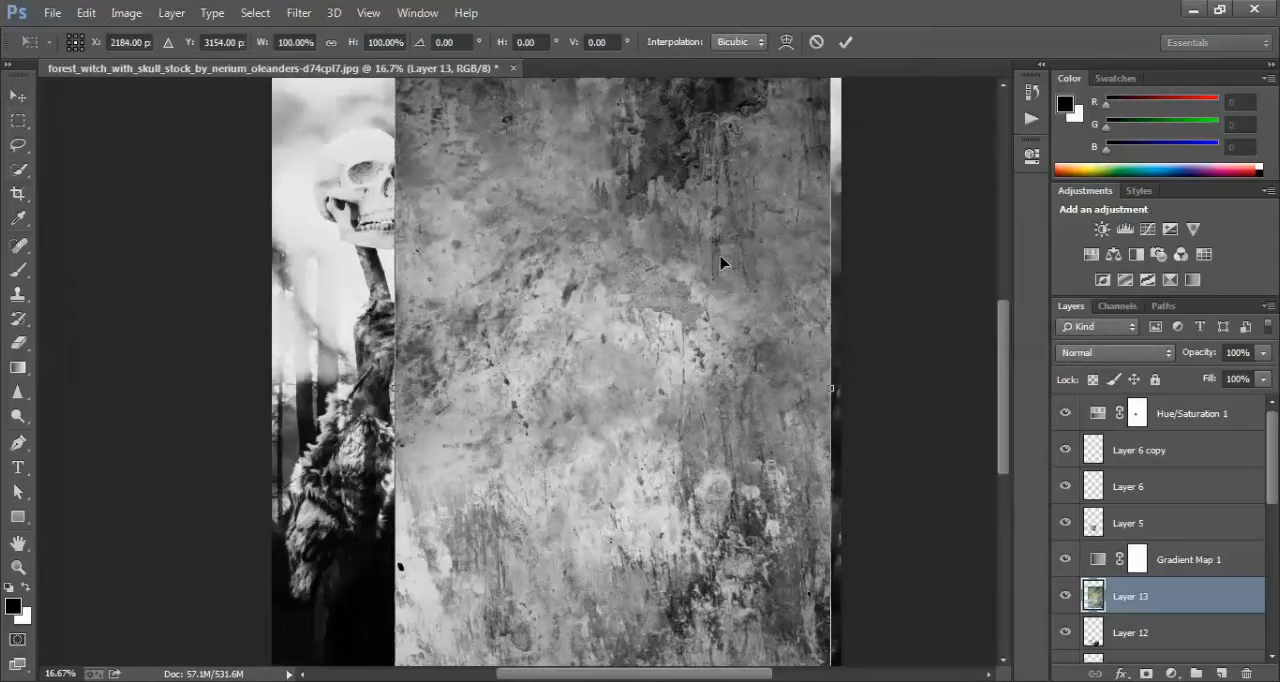 Ps File Edit Image Layer Type Select Filter 3D View Window Help
X: 2184.00 p: Y: 3154.00 p: W: 100.00% H: 100.00% 0.00 ° H: 0.00 ° V: 0.00 ° Interpolation: Bicubic Essentials
forest_witch_with_skull_stock_by_nerium_oleanders-d74cpl7.jpg @ 16.7% (Layer 13, RGB/8) * ×
Color Swatches
R 0
G 0
B 0
Adjustments Styles
Add an adjustment
Layers Channels Paths
Kind
Normal Opacity: 100%
Lock: Fill: 100%
Hue/Saturation 1
Layer 6 copy
Layer 6
Layer 5
Gradient Map 1
Layer 13
Layer 12
16.67% Doc: 57.1M/531.6M